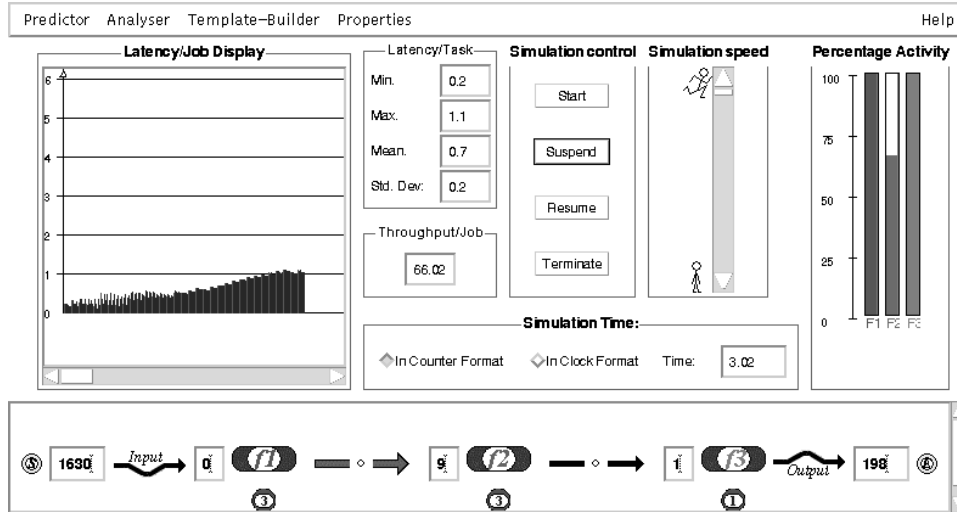 Predictor Analyser Template-Builder Properties Help
Latency/Job Display
6
5
4
3
2
1
0
Latency/Task
Min. 0.2
Max. 1.1
Mean. 0.7
Std. Dev: 0.2
Throughput/Job
66.02
Simulation control
Start
Suspend
Resume
Terminate
Simulation speed
Percentage Activity
100
75
50
25
0
F1 F2 F3
Simulation Time:
In Counter Format In Clock Format Time: 3.02
S 1630 Input 0 f1 9 f2 1 f3 Output 198 A
3 3 1